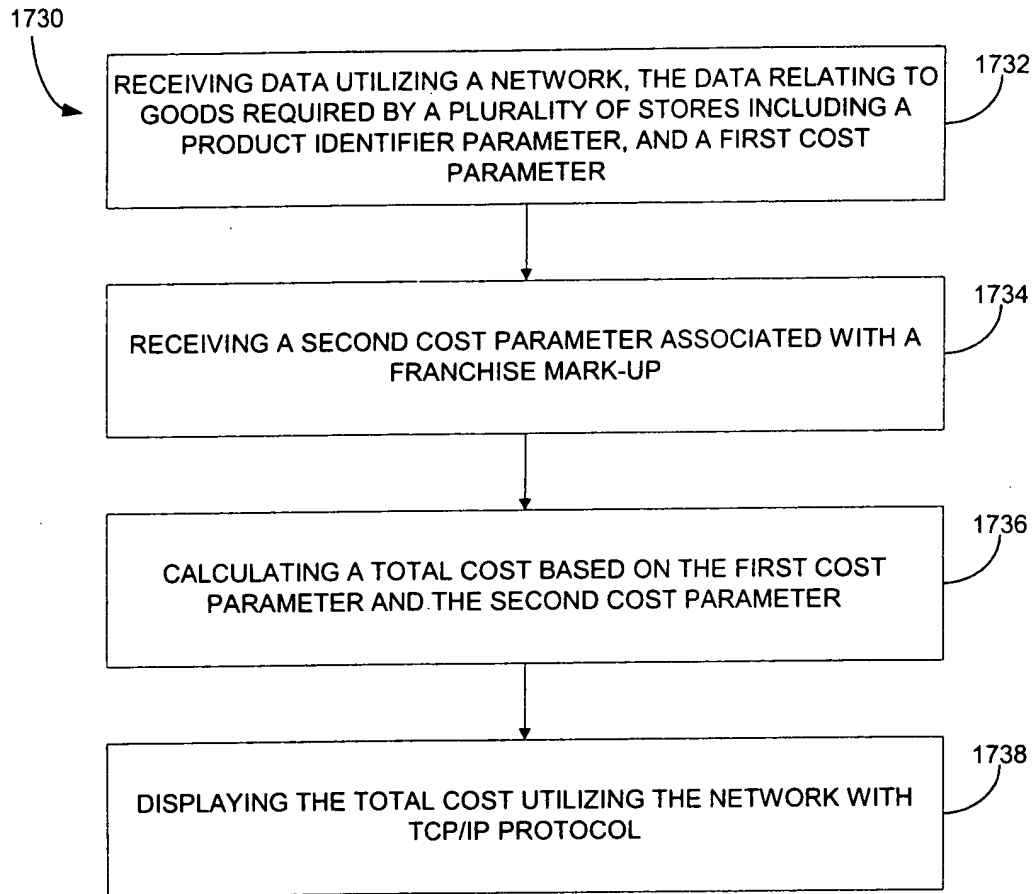 1730
RECEIVING DATA UTILIZING A NETWORK, THE DATA RELATING TO
GOODS REQUIRED BY A PLURALITY OF STORES INCLUDING A
PRODUCT IDENTIFIER PARAMETER, AND A FIRST COST
PARAMETER
1732
RECEIVING A SECOND COST PARAMETER ASSOCIATED WITH A
FRANCHISE MARK-UP
1734
CALCULATING A TOTAL COST BASED ON THE FIRST COST
PARAMETER AND THE SECOND COST PARAMETER
1736
DISPLAYING THE TOTAL COST UTILIZING THE NETWORK WITH
TCP/IP PROTOCOL
1738